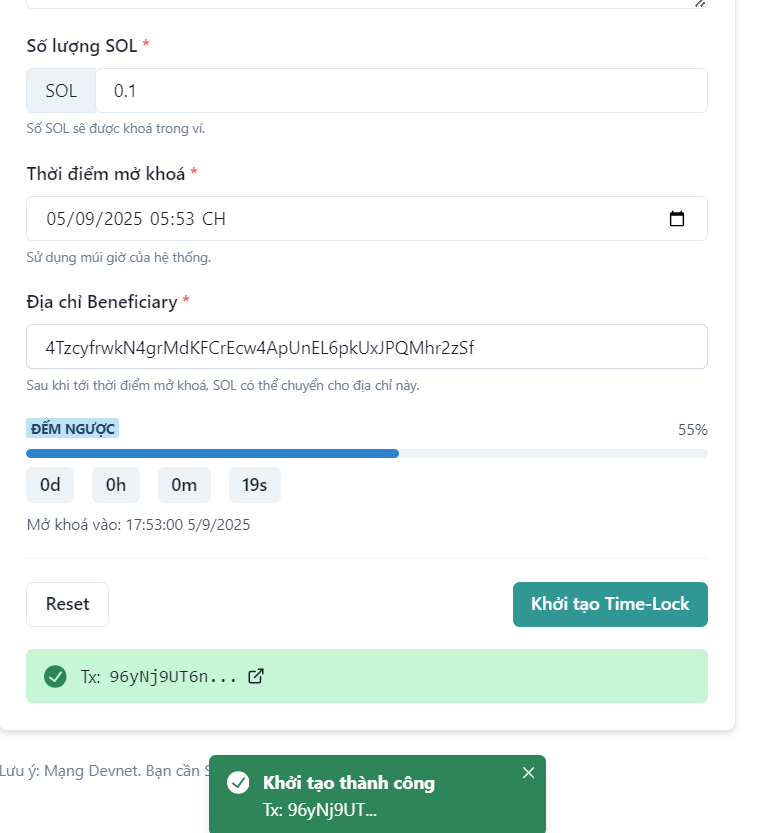 Số lượng SOL *
SOL 0.1
Số SOL sẽ được khoá trong ví.
Thời điểm mở khoá *
05/09/2025 05:53 CH
Sử dụng múi giờ của hệ thống.
Địa chỉ Beneficiary *
4TzcyfrwkN4grMdKFCrEcw4ApUnEL6pkUxJPQMhr2zSf
Sau khi tới thời điểm mở khoá, SOL có thể chuyển cho địa chỉ này.
ĐẾM NGƯỢC 55%
0d 0h 0m 19s
Mở khoá vào: 17:53:00 5/9/2025
Reset Khởi tạo Time-Lock
Tx: 96yNj9UT6n...
Lưu ý: Mạng Devnet. Bạn cần
Khởi tạo thành công
Tx: 96yNj9UT...